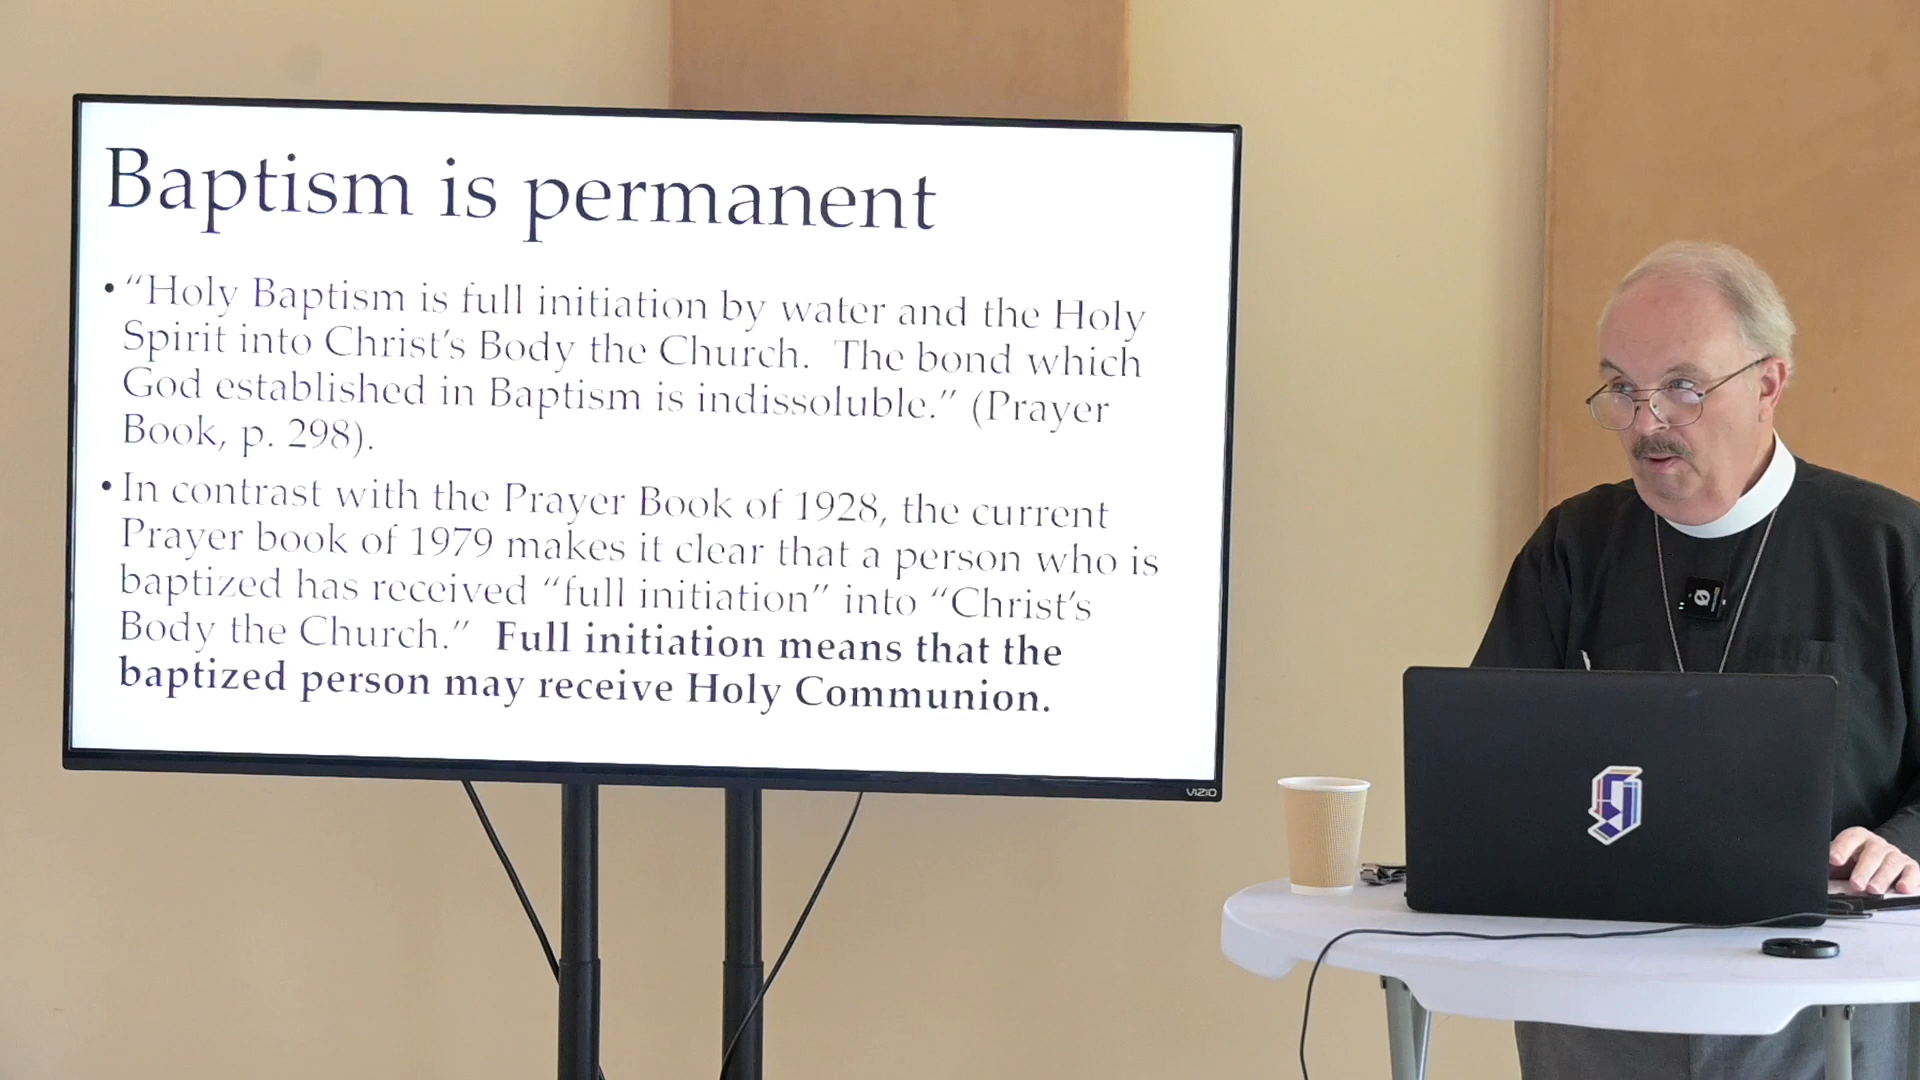 Baptism is permanent
• “Holy Baptism is full initiation by water and the Holy
Spirit into Christ’s Body the Church.  The bond which
God established in Baptism is indissoluble.” (Prayer
Book, p. 298).
• In contrast with the Prayer Book of 1928, the current
Prayer book of 1979 makes it clear that a person who is
baptized has received “full initiation” into “Christ’s
Body the Church.”  Full initiation means that the
baptized person may receive Holy Communion.
VIZIO